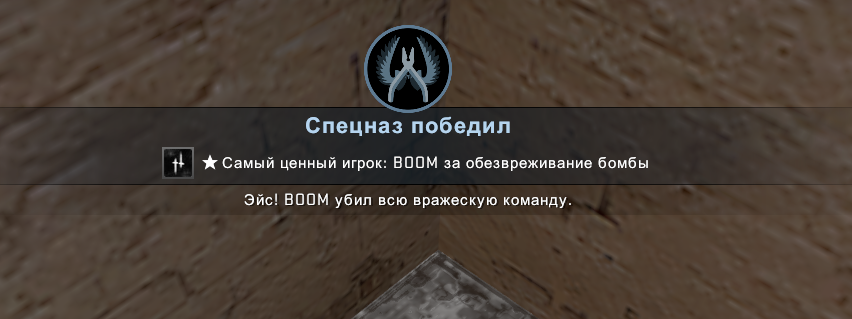 Спецназ победил
★ Самый ценный игрок: BOOM за обезвреживание бомбы
Эйс! BOOM убил всю вражескую команду.